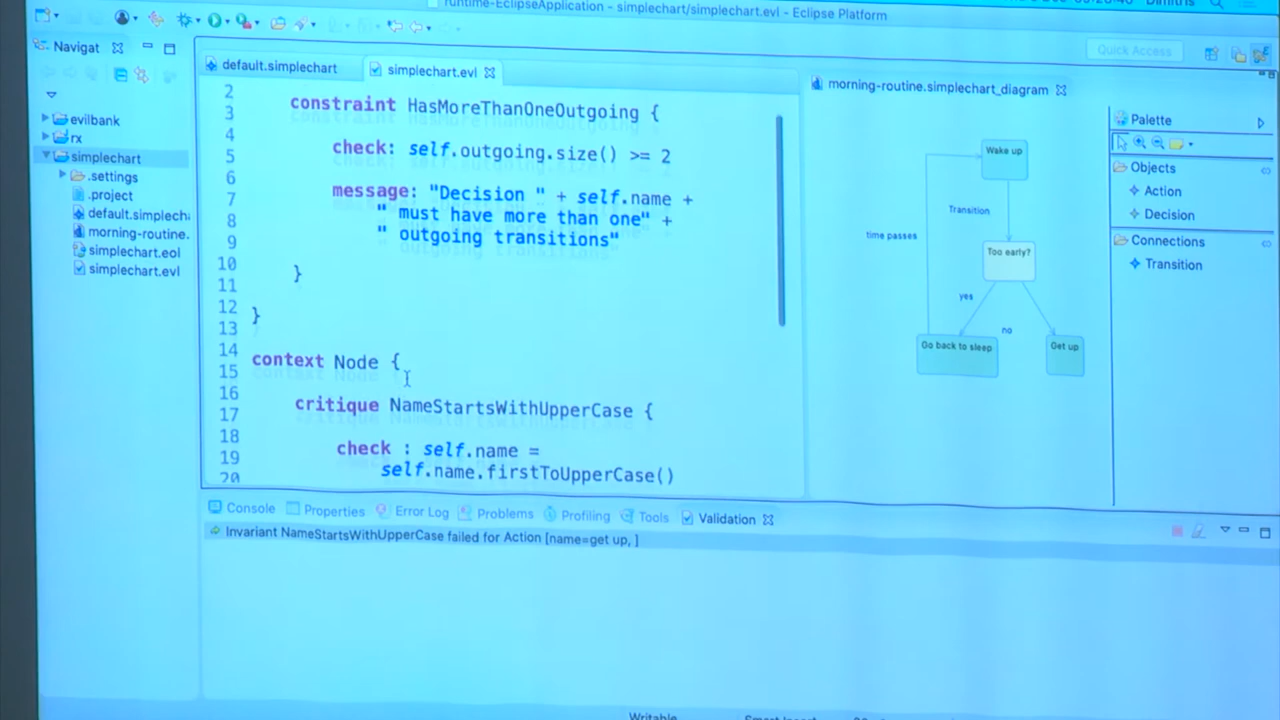 runtime-EclipseApplication - simplechart/simplechart.evl - Eclipse Platform
Dimitris
Quick Access
Navigat
evilbank
rx
simplechart
.settings
.project
default.simplech
morning-routine.
simplechart.eol
simplechart.evl
default.simplechart
simplechart.evl
2
3 constraint HasMoreThanOneOutgoing {
4
5 check: self.outgoing.size() >= 2
6
7 message: "Decision " + self.name +
8 " must have more than one" +
9 " outgoing transitions"
10
11 }
12
13 }
14
15 context Node {
16
17 critique NameStartsWithUpperCase {
18
19 check : self.name =
20 self.name.firstToUpperCase()
morning-routine.simplechart_diagram
Wake up
Transition
time passes
Too early?
yes
no
Go back to sleep
Get up
Palette
Objects
Action
Decision
Connections
Transition
Console Properties Error Log Problems Profiling Tools Validation
Invariant NameStartsWithUpperCase failed for Action [name=get up, ]
Writable
Smart Insert